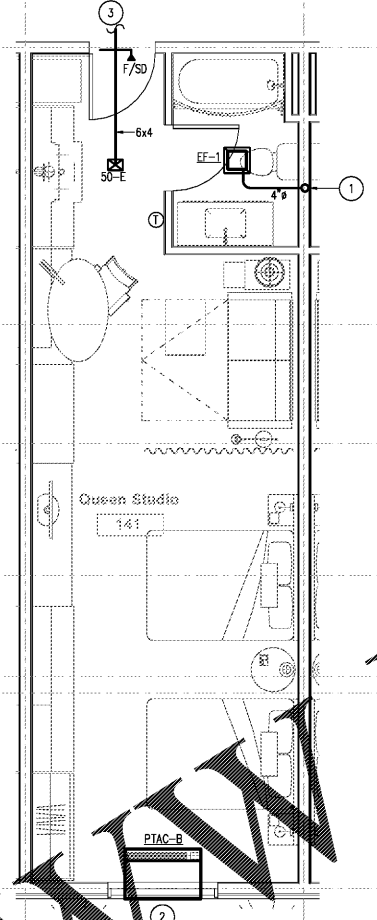 3
F/SD
6x4
50-E
EF-1
1
4"ø
T
Queen Studio
141
PTAC-B
2